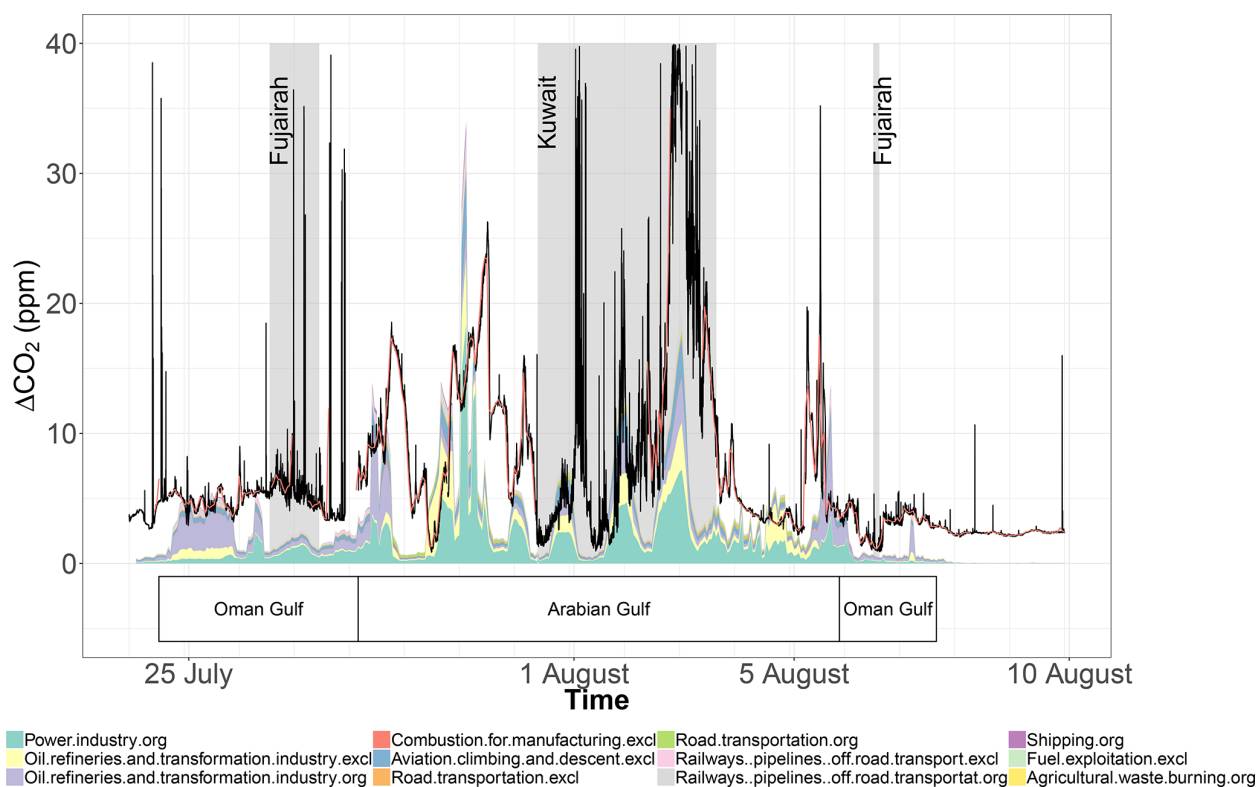 40
30
20
10
0
ΔCO₂ (ppm)
Fujairah
Kuwait
Fujairah
Oman Gulf
Arabian Gulf
Oman Gulf
25 July
1 August
5 August
10 August
Time
Power.industry.org
Combustion.for.manufacturing.excl
Road.transportation.org
Shipping.org
Oil.refineries.and.transformation.industry.excl
Aviation.climbing.and.descent.excl
Railways..pipelines..off.road.transport.excl
Fuel.exploitation.excl
Oil.refineries.and.transformation.industry.org
Road.transportation.excl
Railways..pipelines..off.road.transportat.org
Agricultural.waste.burning.org